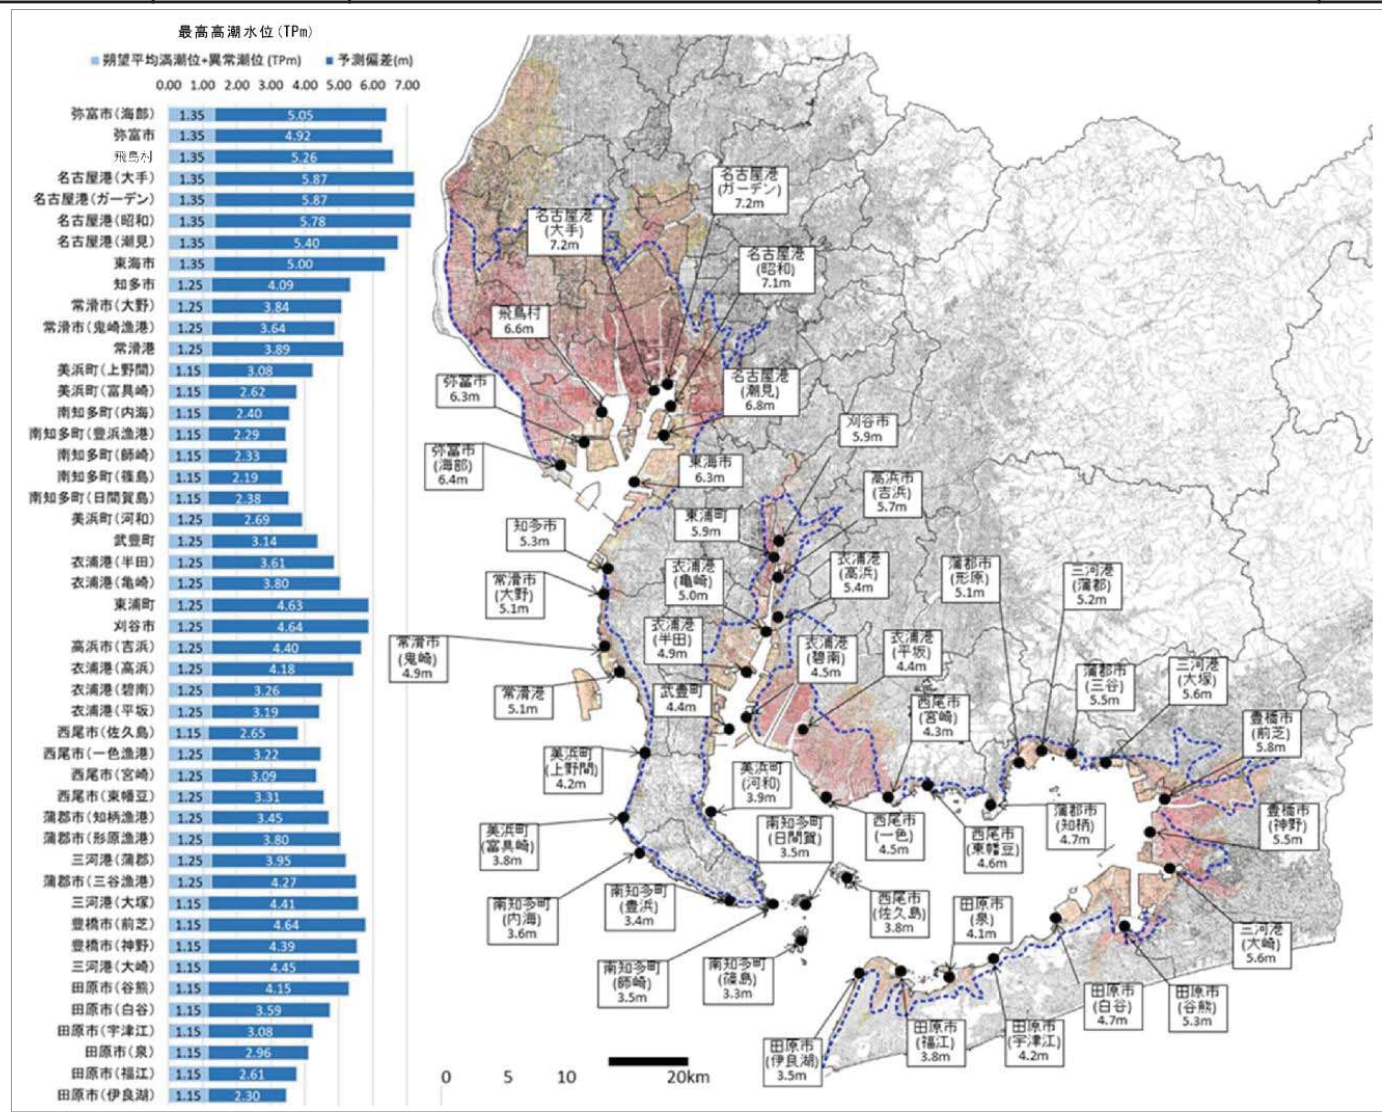 最高高潮水位(TPm)
朔望平均満潮位+異常潮位 (TPm) 予測偏差(m)
0.00 1.00 2.00 3.00 4.00 5.00 6.00 7.00
弥富市(海部) 1.35 5.05
弥富市 1.35 4.92
飛島村 1.35 5.26
名古屋港(大手) 1.35 5.87
名古屋港(ガーデン) 1.35 5.87
名古屋港(昭和) 1.35 5.78
名古屋港(潮見) 1.35 5.40
東海市 1.35 5.00
知多市 1.25 4.09
常滑市(大野) 1.25 3.84
常滑市(鬼崎漁港) 1.25 3.64
常滑港 1.25 3.89
美浜町(上野間) 1.15 3.08
美浜町(富具崎) 1.15 2.62
南知多町(内海) 1.15 2.40
南知多町(豊浜漁港) 1.15 2.29
南知多町(師崎) 1.15 2.33
南知多町(篠島) 1.15 2.19
南知多町(日間賀島) 1.15 2.38
美浜町(河和) 1.25 2.69
武豊町 1.25 3.14
衣浦港(半田) 1.25 3.61
衣浦港(亀崎) 1.25 3.80
東浦町 1.25 4.63
刈谷市 1.25 4.64
高浜市(吉浜) 1.25 4.40
衣浦港(高浜) 1.25 4.18
衣浦港(碧南) 1.25 3.26
衣浦港(平坂) 1.25 3.19
西尾市(佐久島) 1.15 2.65
西尾市(一色漁港) 1.25 3.22
西尾市(宮崎) 1.25 3.09
西尾市(東幡豆) 1.25 3.31
蒲郡市(知柄漁港) 1.25 3.45
蒲郡市(形原漁港) 1.25 3.80
三河港(蒲郡) 1.25 3.95
蒲郡市(三谷漁港) 1.25 4.27
三河港(大塚) 1.15 4.41
豊橋市(前芝) 1.15 4.64
豊橋市(神野) 1.15 4.39
三河港(大崎) 1.15 4.45
田原市(谷熊) 1.15 4.15
田原市(白谷) 1.15 3.59
田原市(宇津江) 1.15 3.08
田原市(泉) 1.15 2.96
田原市(福江) 1.15 2.61
田原市(伊良湖) 1.15 2.30
名古屋港
(ガーデン)
7.2m
名古屋港
(大手)
7.2m
名古屋港
(昭和)
7.1m
飛島村
6.6m
弥富市
6.3m
名古屋港
(潮見)
6.8m
弥富市
(海部)
6.4m
東海市
6.3m
刈谷市
5.9m
高浜市
(吉浜)
5.7m
東浦町
5.9m
知多市
5.3m
常滑市
(大野)
5.1m
衣浦港
(亀崎)
5.0m
衣浦港
(高浜)
5.4m
蒲郡市
(形原)
5.1m
三河港
(蒲郡)
5.2m
常滑市
(鬼崎)
4.9m
衣浦港
(半田)
4.9m
衣浦港
(碧南)
4.5m
衣浦港
(平坂)
4.4m
蒲郡市
(三谷)
5.5m
三河港
(大塚)
5.6m
常滑港
5.1m
武豊町
4.4m
西尾市
(宮崎)
4.3m
豊橋市
(前芝)
5.8m
美浜町
(上野間)
4.2m
美浜町
(河和)
3.9m
美浜町
(富具崎)
3.8m
南知多町
(日間賀)
3.5m
西尾市
(一色)
4.5m
西尾市
(東幡豆)
4.6m
蒲郡市
(知柄)
4.7m
豊橋市
(神野)
5.5m
南知多町
(内海)
3.6m
南知多町
(豊浜)
3.4m
西尾市
(佐久島)
3.8m
田原市
(泉)
4.1m
三河港
(大崎)
5.6m
南知多町
(師崎)
3.5m
南知多町
(篠島)
3.3m
田原市
(白谷)
4.7m
田原市
(谷熊)
5.3m
田原市
(伊良湖)
3.5m
田原市
(福江)
3.8m
田原市
(宇津江)
4.2m
0 5 10 20km